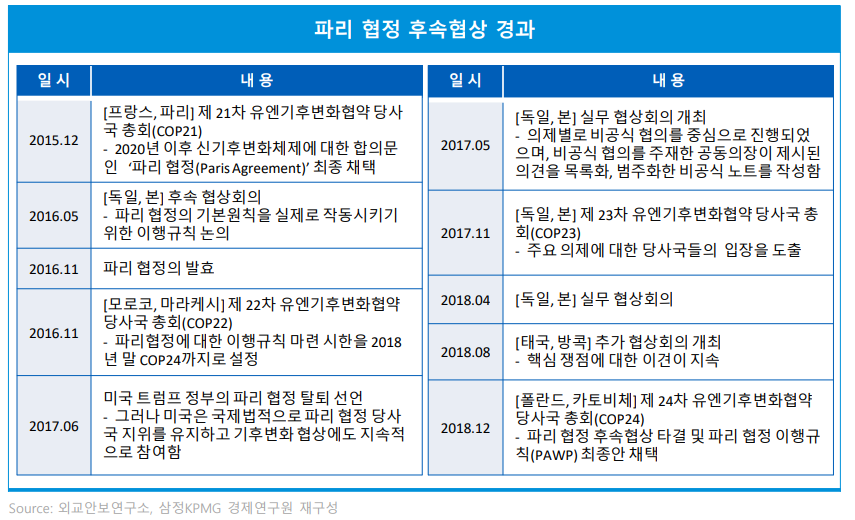 파리 협정 후속협상 경과
일 시
내 용
2015.12
[프랑스, 파리] 제 21차 유엔기후변화협약 당사
국 총회(COP21)
- 2020년 이후 신기후변화체제에 대한 합의문
인 ‘파리 협정(Paris Agreement)’ 최종 채택
2016.05
[독일, 본] 후속 협상회의
- 파리 협정의 기본원칙을 실제로 작동시키기
위한 이행규칙 논의
2016.11
파리 협정의 발효
2016.11
[모로코, 마라케시] 제 22차 유엔기후변화협약
당사국 총회(COP22)
- 파리협정에 대한 이행규칙 마련 시한을 2018
년 말 COP24까지로 설정
2017.06
미국 트럼프 정부의 파리 협정 탈퇴 선언
- 그러나 미국은 국제법적으로 파리 협정 당사
국 지위를 유지하고 기후변화 협상에도 지속적
으로 참여함
일 시
내 용
2017.05
[독일, 본] 실무 협상회의 개최
- 의제별로 비공식 협의를 중심으로 진행되었
으며, 비공식 협의를 주재한 공동의장이 제시된
의견을 목록화, 범주화한 비공식 노트를 작성함
2017.11
[독일, 본] 제 23차 유엔기후변화협약 당사국 총
회(COP23)
- 주요 의제에 대한 당사국들의 입장을 도출
2018.04
[독일, 본] 실무 협상회의
2018.08
[태국, 방콕] 추가 협상회의 개최
- 핵심 쟁점에 대한 이견이 지속
2018.12
[폴란드, 카토비체] 제 24차 유엔기후변화협약
당사국 총회(COP24)
- 파리 협정 후속협상 타결 및 파리 협정 이행규
칙(PAWP) 최종안 채택
Source: 외교안보연구소, 삼정KPMG 경제연구원 재구성